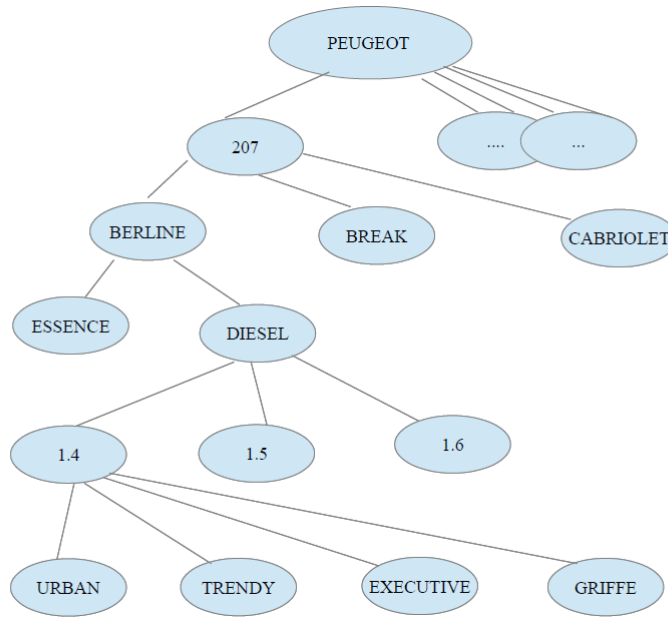 PEUGEOT
207
....
...
BERLINE
BREAK
CABRIOLET
ESSENCE
DIESEL
1.4
1.5
1.6
URBAN
TRENDY
EXECUTIVE
GRIFFE